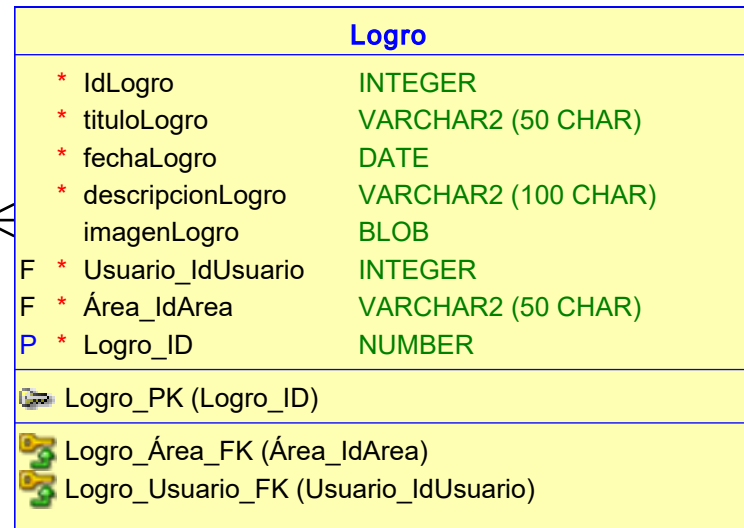 Logro
* IdLogro INTEGER
* tituloLogro VARCHAR2 (50 CHAR)
* fechaLogro DATE
* descripcionLogro VARCHAR2 (100 CHAR)
imagenLogro BLOB
F * Usuario_IdUsuario INTEGER
F * Área_IdArea VARCHAR2 (50 CHAR)
P * Logro_ID NUMBER
Logro_PK (Logro_ID)
Logro_Área_FK (Área_IdArea)
Logro_Usuario_FK (Usuario_IdUsuario)